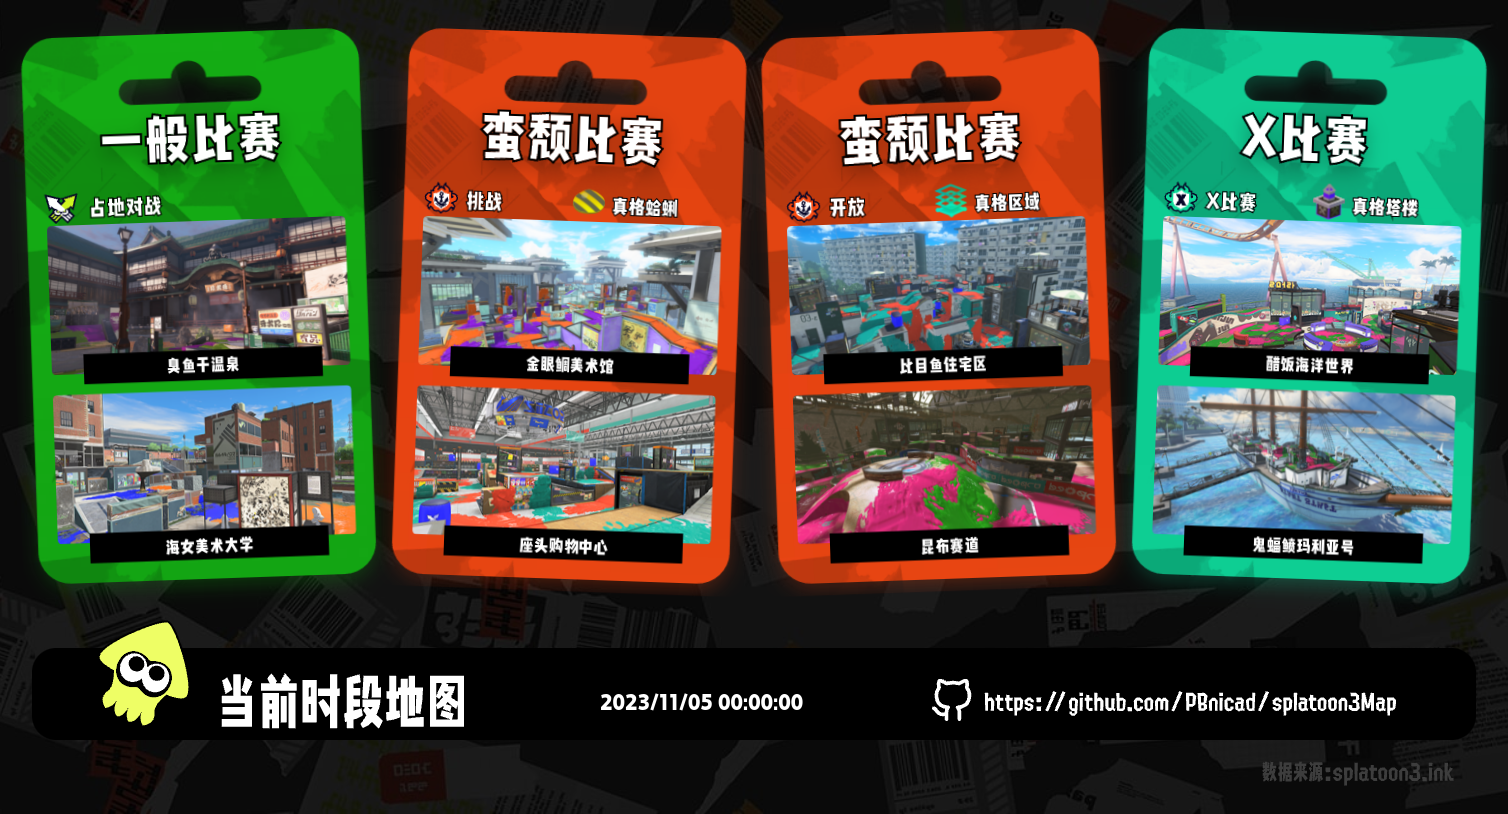 一般比赛
占地对战
臭鱼干温泉
海女美术大学
蛮颓比赛
挑战
真格蛤蜊
金眼鲷美术馆
座头购物中心
蛮颓比赛
开放
真格区域
比目鱼住宅区
昆布赛道
X比赛
X比赛
真格塔楼
醋饭海洋世界
鬼蝠鲼玛利亚号
当前时段地图
2023/11/05 00:00:00
https://github.com/PBnicad/splatoon3Map
数据来源:splatoon3.ink